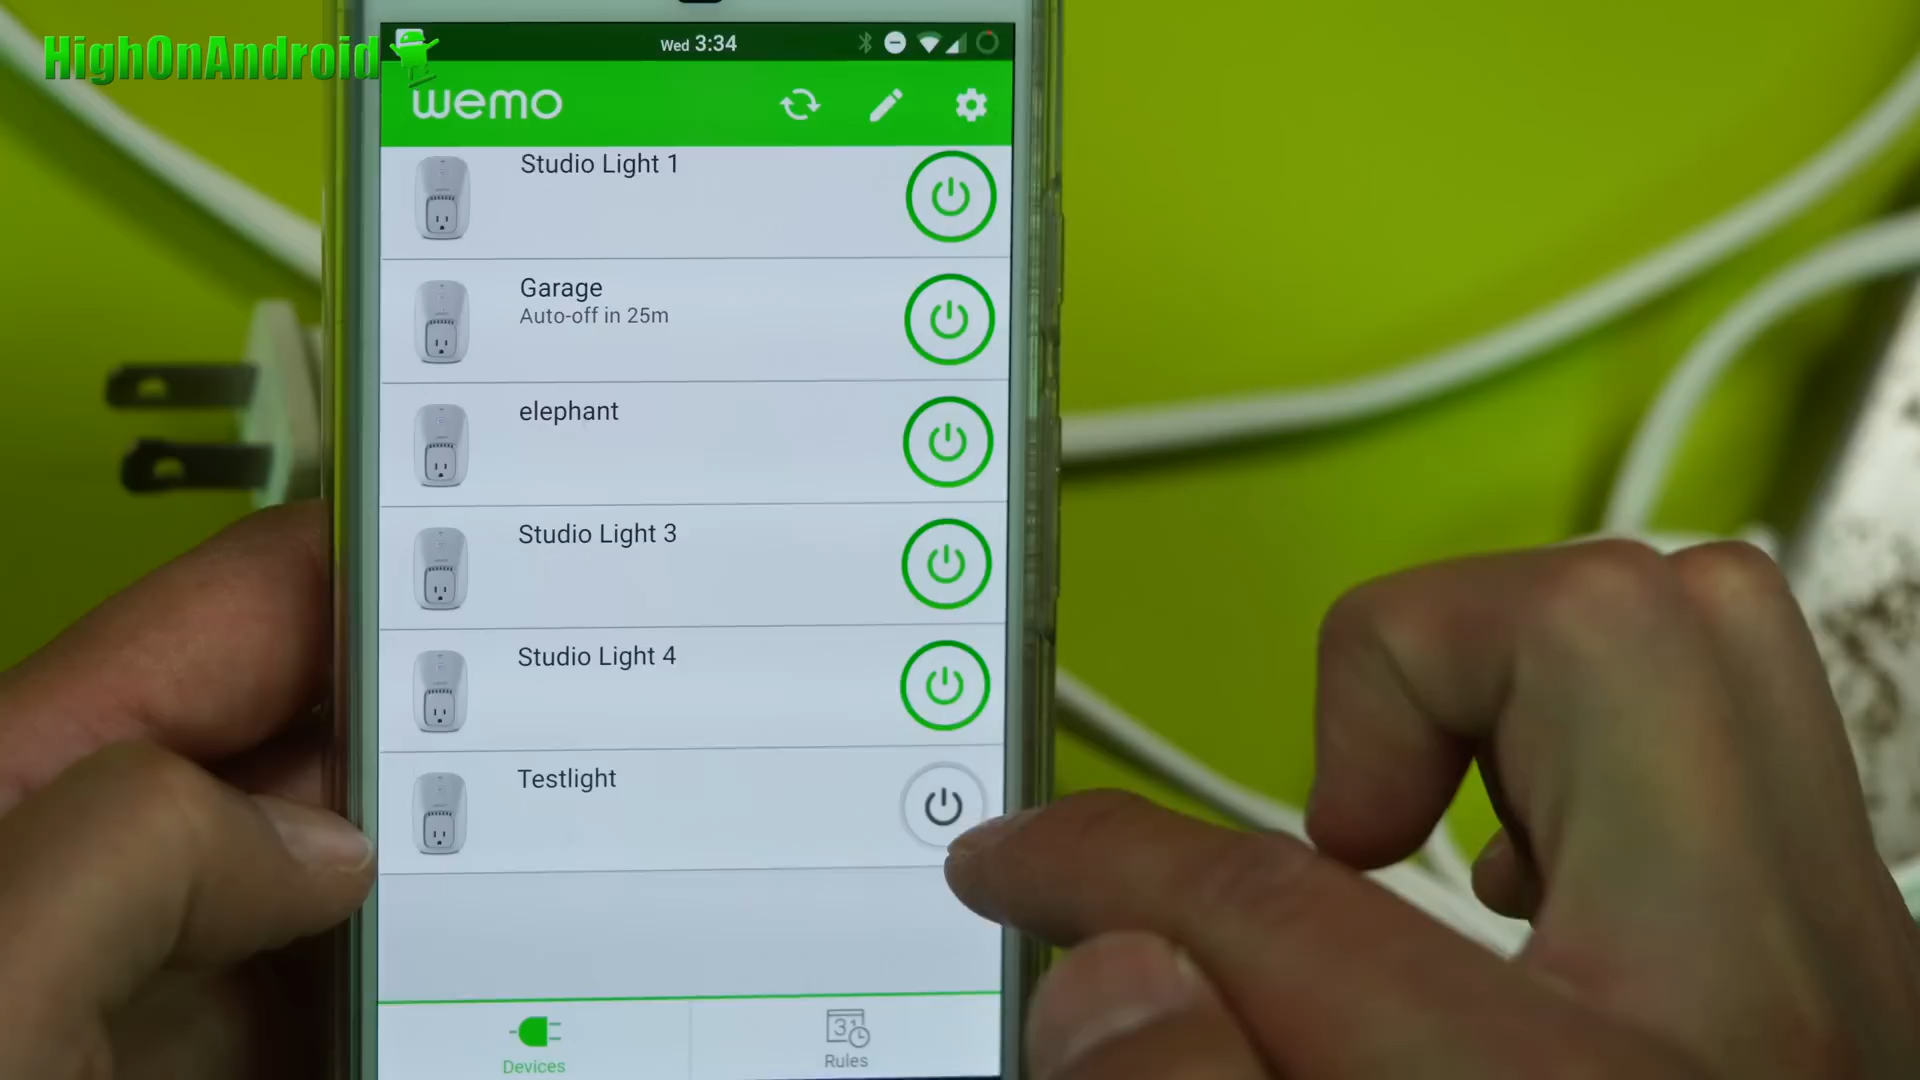 HighOnAndroid
Wed 3:34
wemo
Studio Light 1
Garage
Auto-off in 25m
elephant
Studio Light 3
Studio Light 4
Testlight
Devices
31
Rules